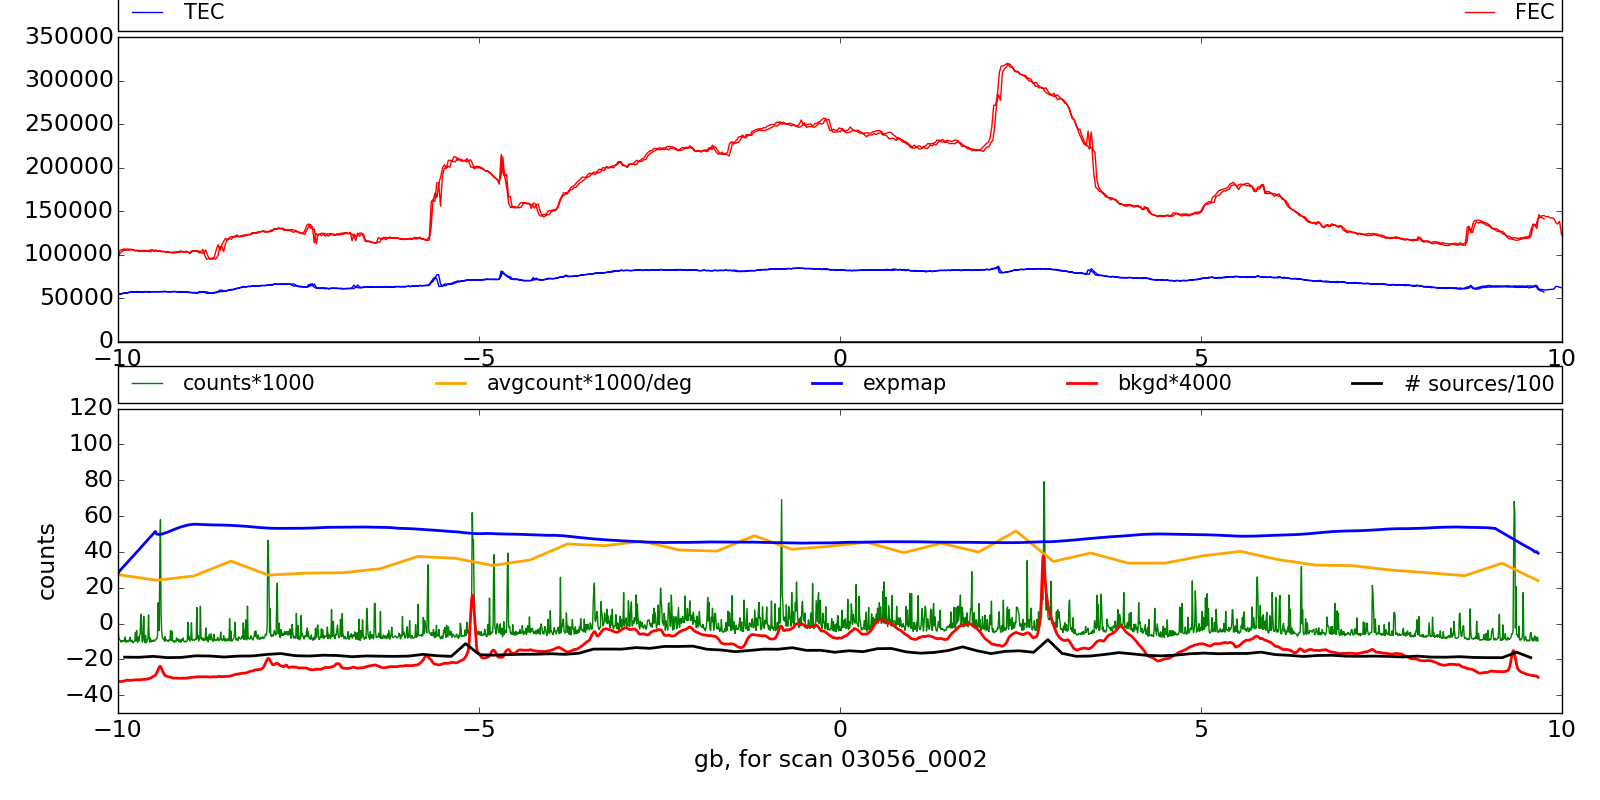 TEC FEC
350000
300000
250000
200000
150000
100000
50000
0
−10 −5 0 5 10
counts*1000 avgcount*1000/deg expmap bkgd*4000 # sources/100
120
100
80
60
40
20
0
−20
−40
counts
−10 −5 0 5 10
gb, for scan 03056_0002